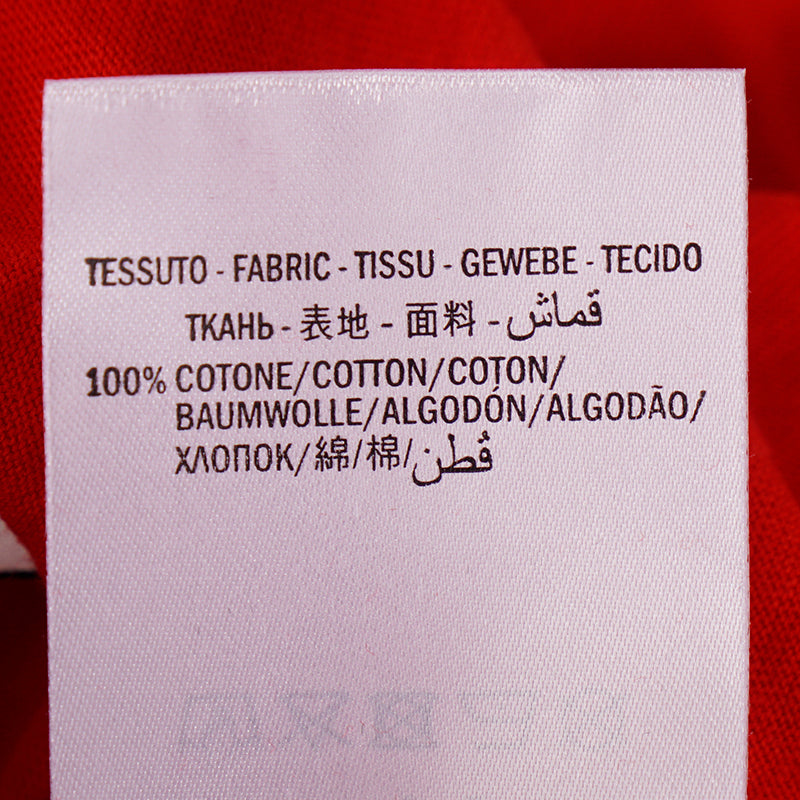 TESSUTO - FABRIC - TISSU - GEWEBE - TECIDO
ТКАНЬ - 表地 - 面料 - قماش
100% COTONE/COTTON/COTON/
BAUMWOLLE/ALGODÓN/ALGODÃO/
ХЛОПОК/綿/棉/قُطن